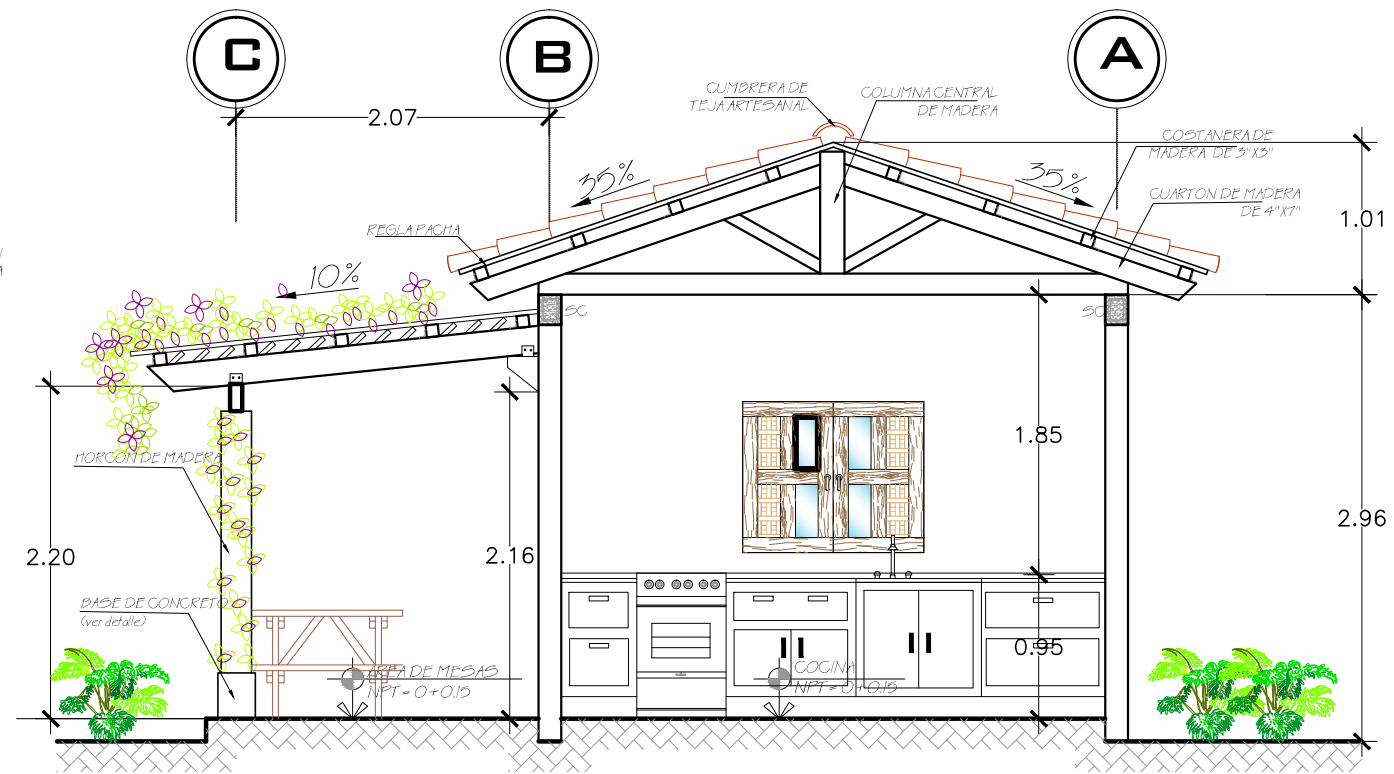 C
B
A
2.07
CUMBRERA DE
TEJA ARTESANAL
COLUMNA CENTRAL
DE MADERA
COSTANERA DE
MADERA DE 3"X3"
CUARTON DE MADERA
DE 4"X7"
35%
35%
1.01
REGLA PACHA
10%
SC
SC
1.85
HORCON DE MADERA
2.20
2.16
2.96
BASE DE CONCRETO
(ver detalle)
0.95
AREA DE MESAS
NPT= 0+0.15
COCINA
NPT= 0+0.15